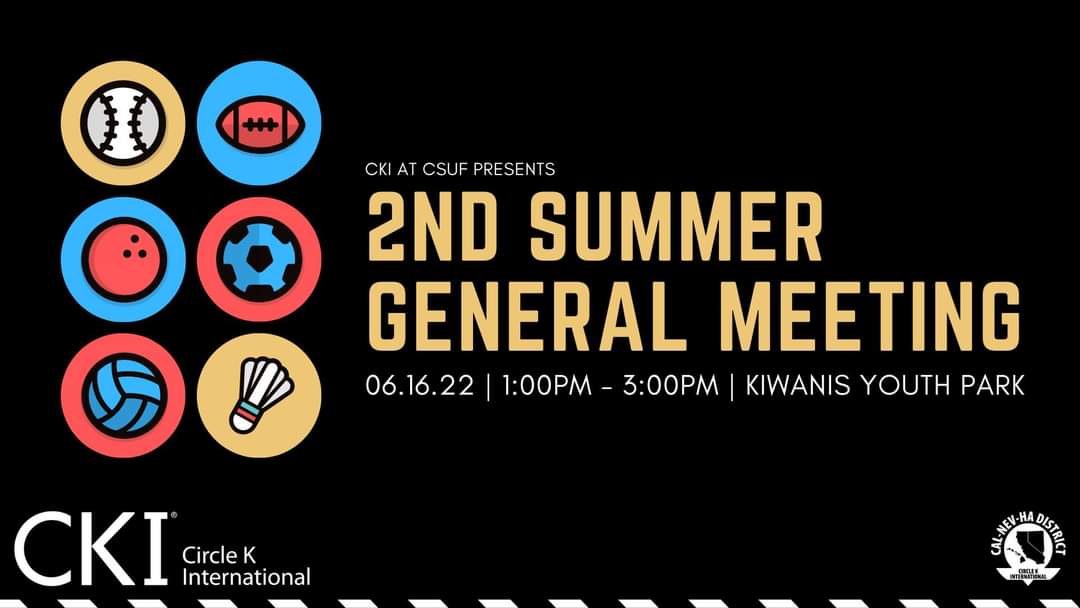 CKI AT CSUF PRESENTS
2ND SUMMER
GENERAL MEETING
06.16.22 | 1:00PM – 3:00PM | KIWANIS YOUTH PARK
CKI®
Circle K
International
CAL-NEV-HA DISTRICT
CIRCLE K
INTERNATIONAL